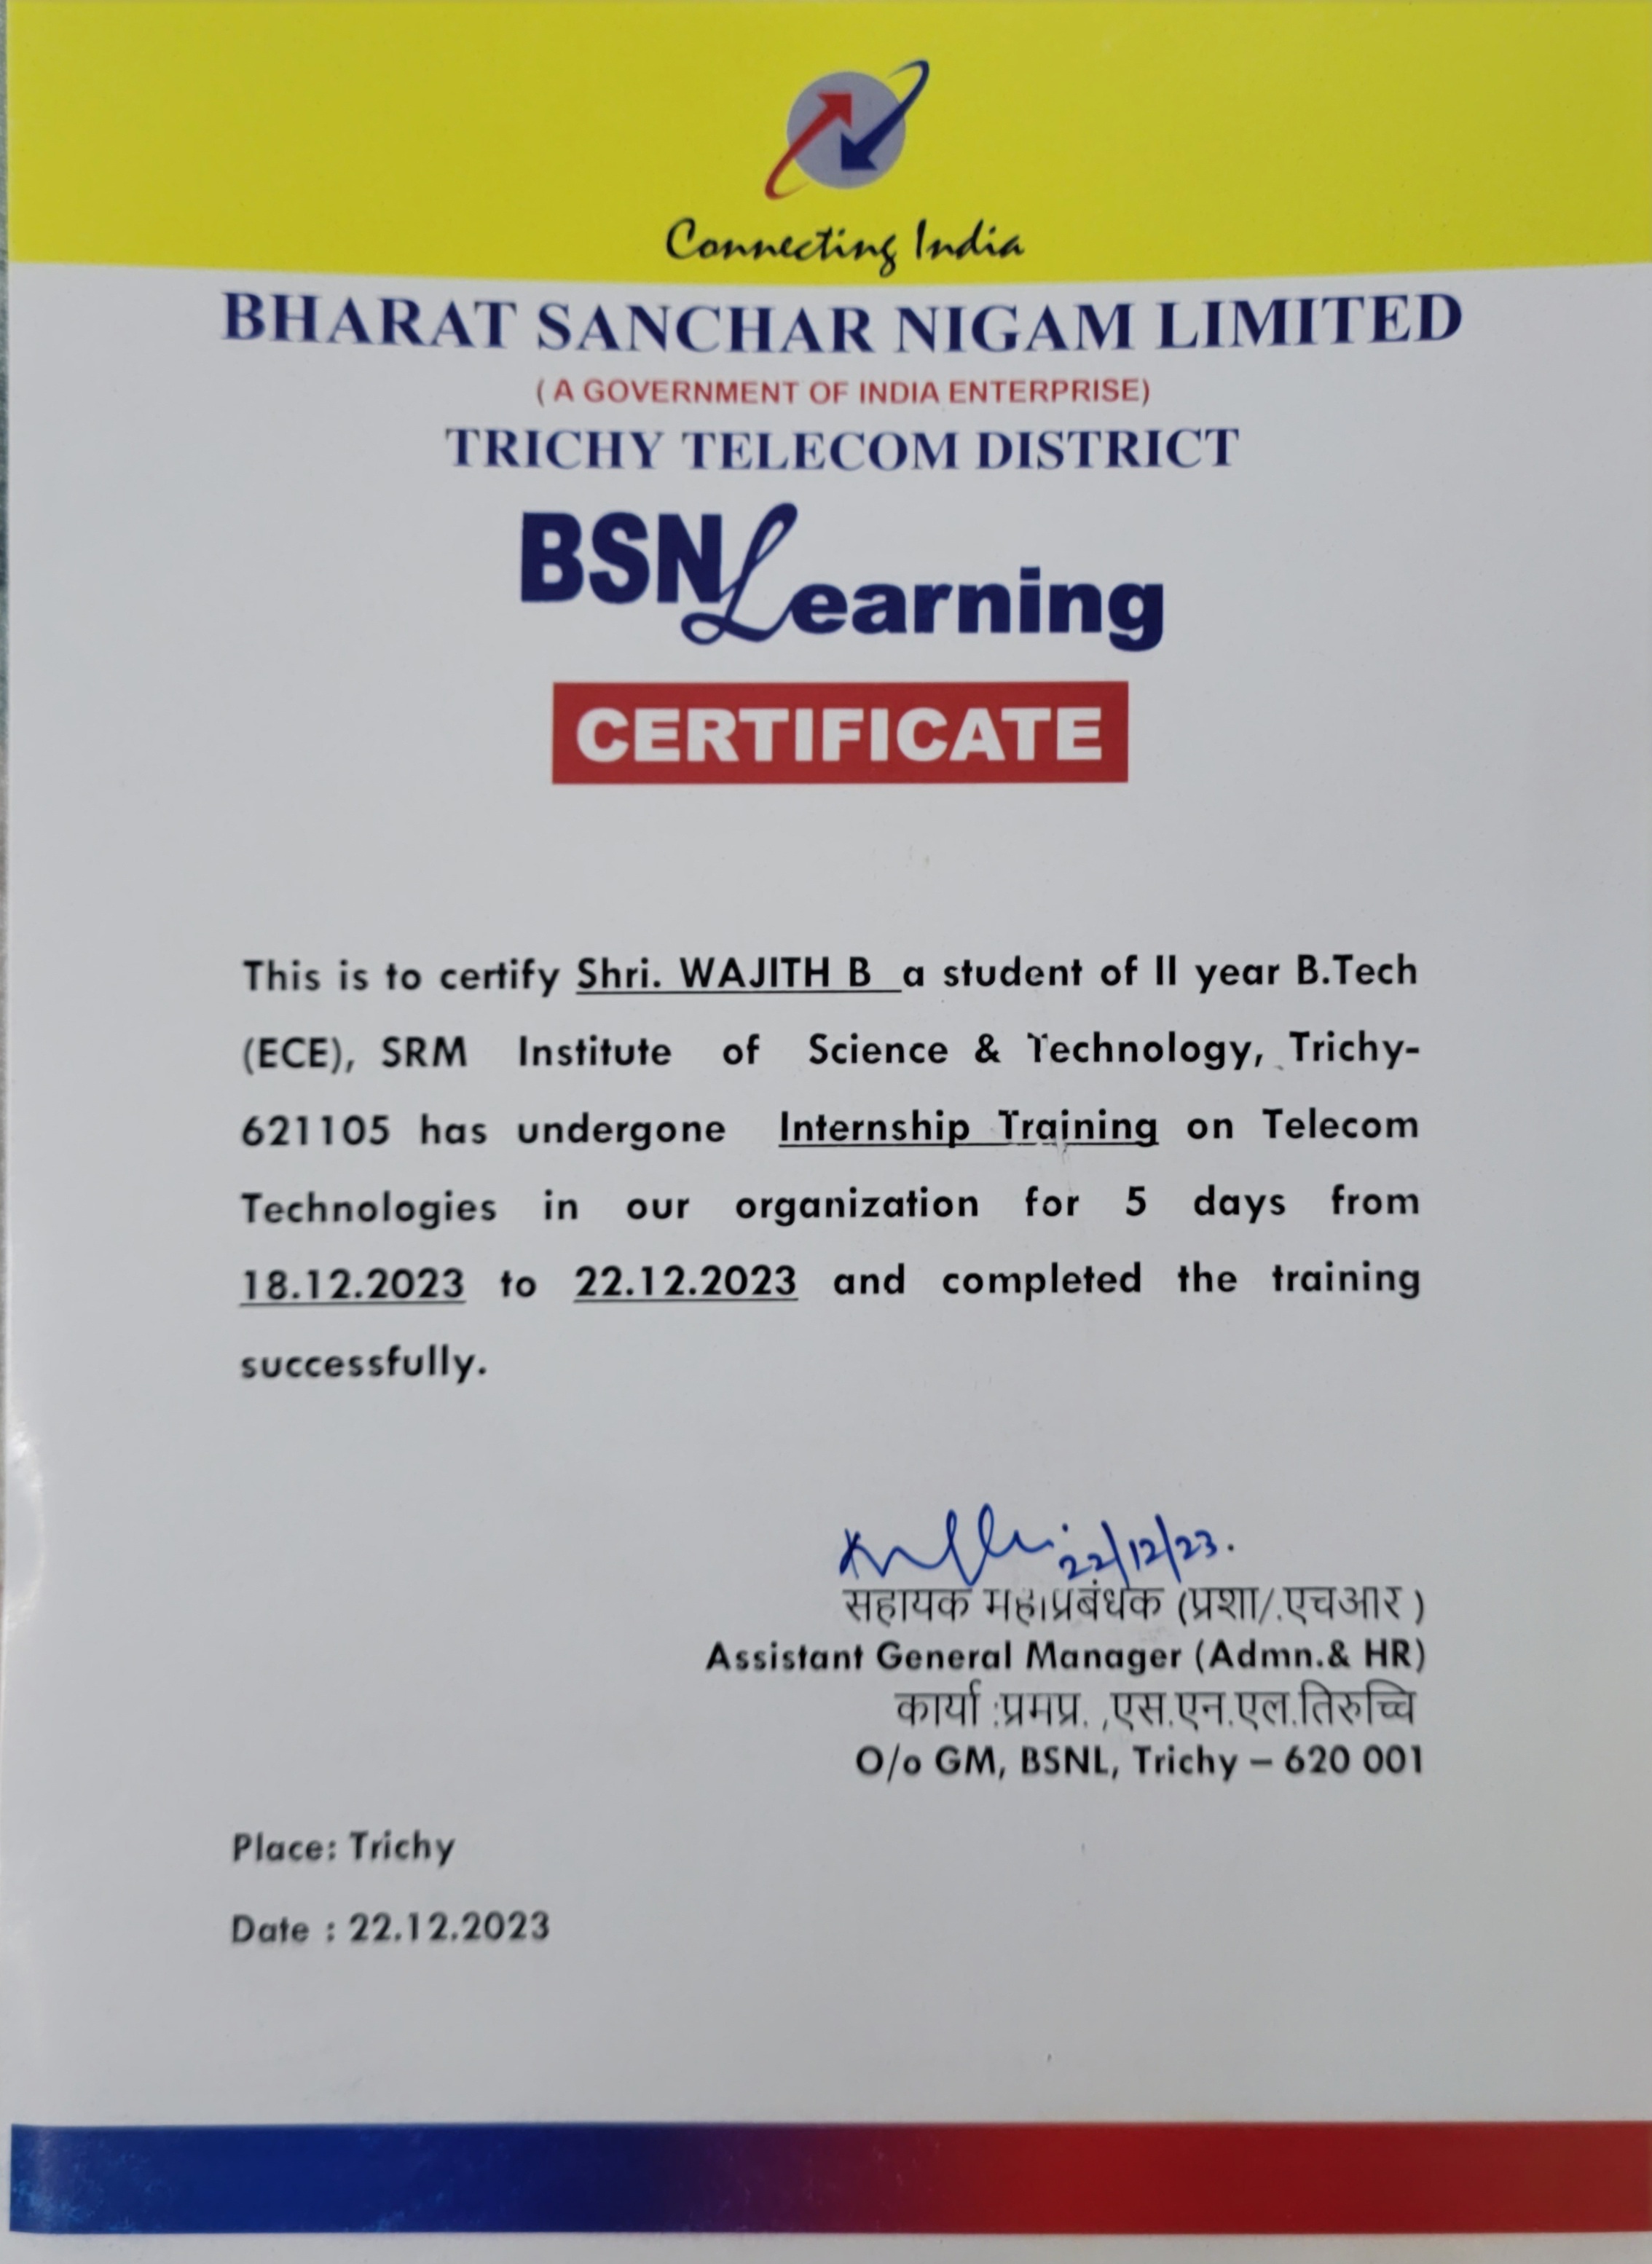 Connecting India
BHARAT SANCHAR NIGAM LIMITED
( A GOVERNMENT OF INDIA ENTERPRISE)
TRICHY TELECOM DISTRICT
BSNLearning
CERTIFICATE
This is to certify Shri. WAJITH B a student of II year B.Tech
(ECE), SRM Institute of Science & Technology, Trichy-
621105 has undergone Internship Training on Telecom
Technologies in our organization for 5 days from
18.12.2023 to 22.12.2023 and completed the training
successfully.
22/12/23.
सहायक महाप्रबंधक (प्रशा/.एचआर )
Assistant General Manager (Admn.& HR)
कार्या :प्रमप्र. ,एस.एन.एल.तिरुच्चि
O/o GM, BSNL, Trichy – 620 001
Place: Trichy
Date : 22.12.2023